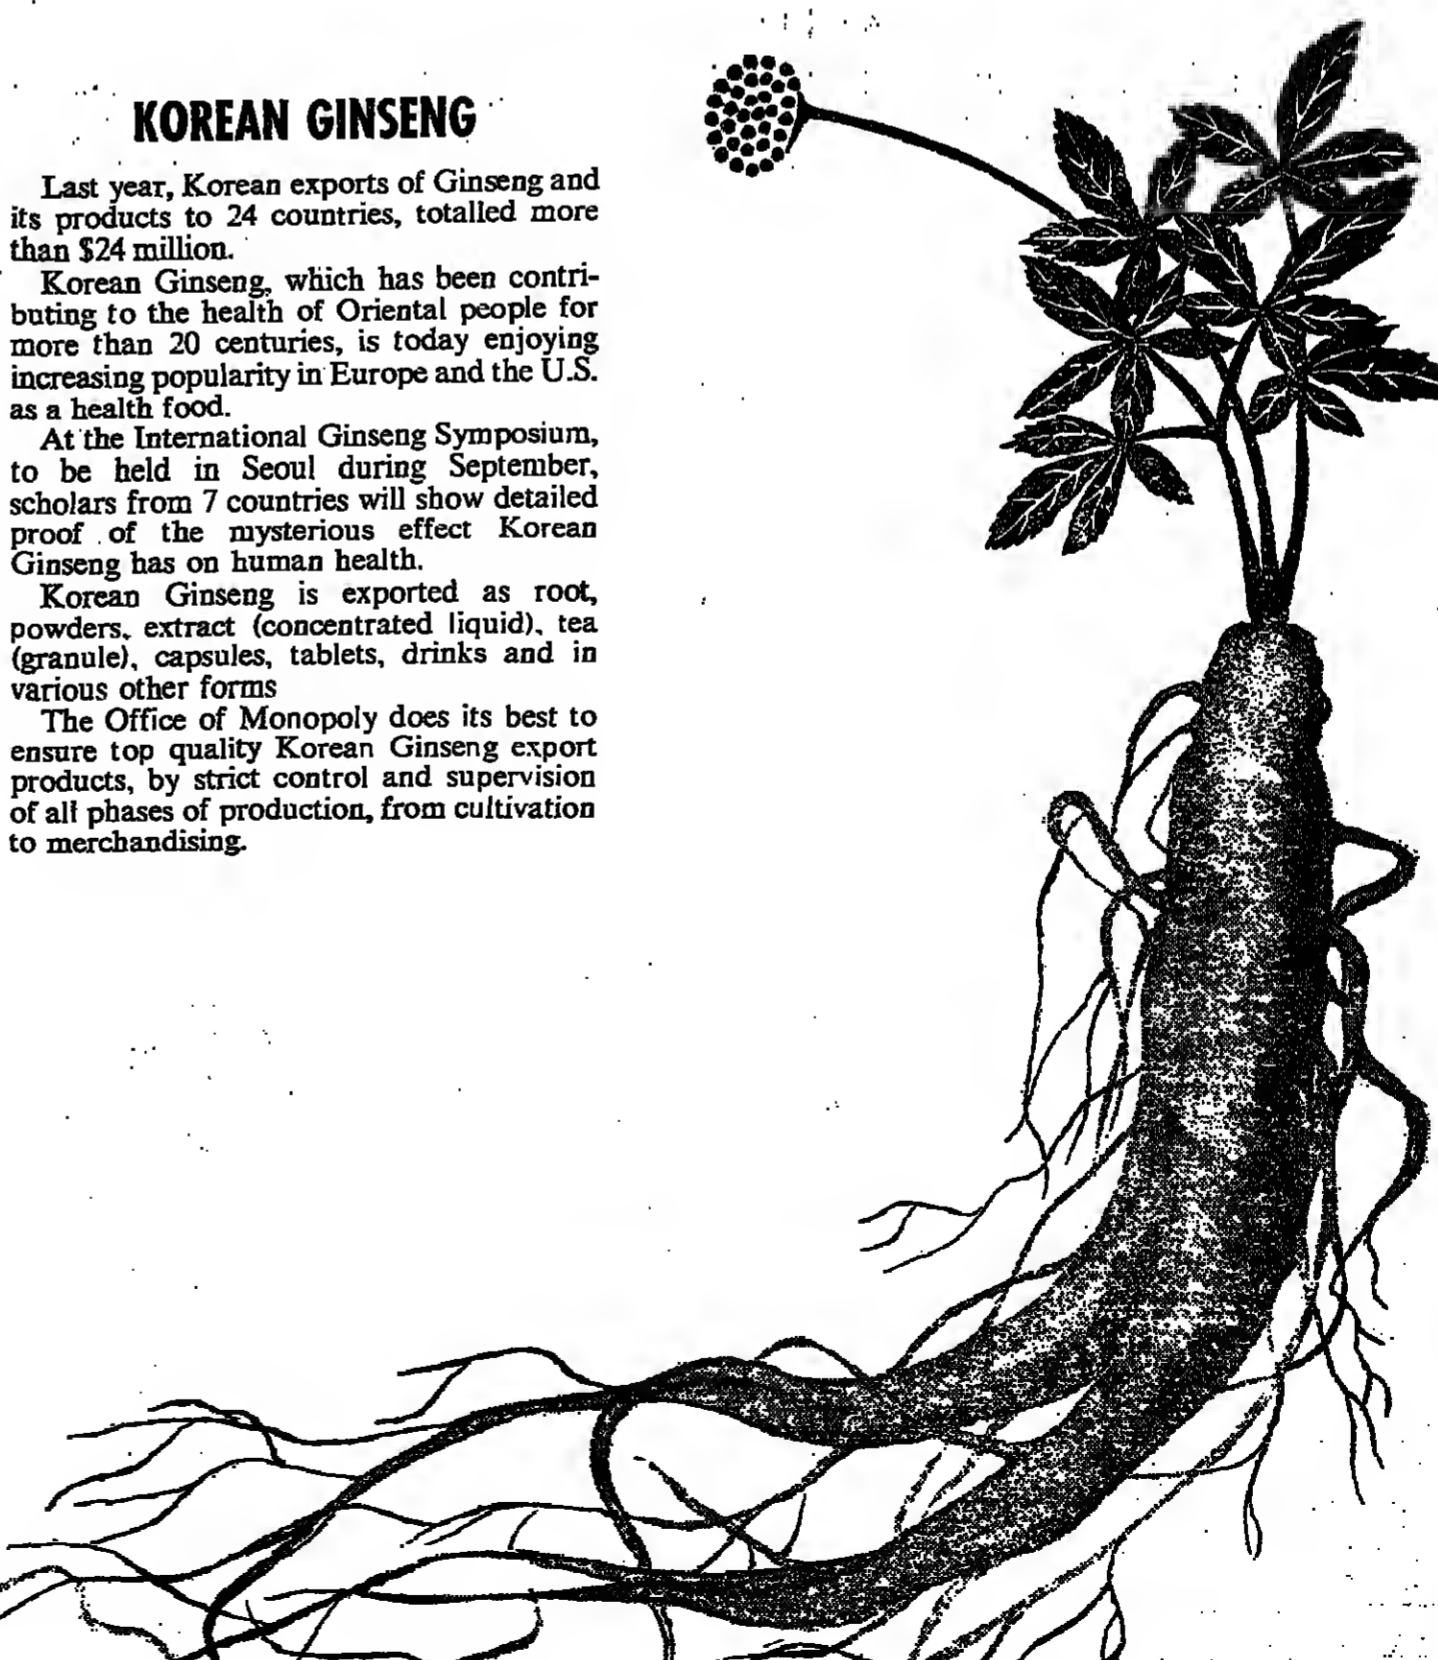 KOREAN GINSENG
Last year, Korean exports of Ginseng and
its products to 24 countries, totalled more
than $24 million.
Korean Ginseng, which has been contri-
buting to the health of Oriental people for
more than 20 centuries, is today enjoying
increasing popularity in Europe and the U.S.
as a health food.
At the International Ginseng Symposium,
to be held in Seoul during September,
scholars from 7 countries will show detailed
proof of the mysterious effect Korean
Ginseng has on human health.
Korean Ginseng is exported as root,
powders, extract (concentrated liquid), tea
(granule), capsules, tablets, drinks and in
various other forms
The Office of Monopoly does its best to
ensure top quality Korean Ginseng export
products, by strict control and supervision
of all phases of production, from cultivation
to merchandising.